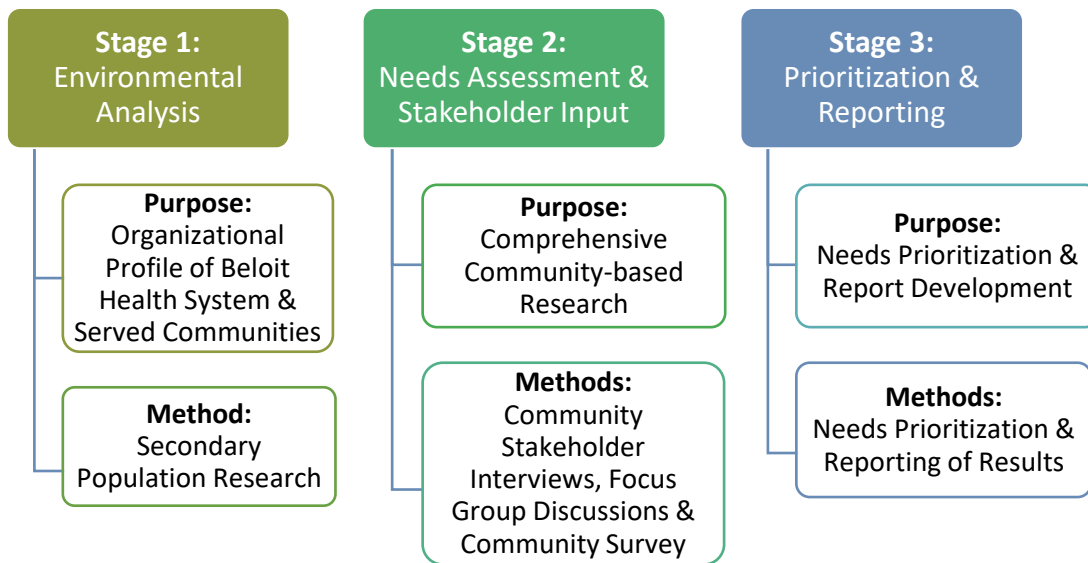 Stage 1:
Environmental
Analysis
Purpose:
Organizational
Profile of Beloit
Health System &
Served Communities
Method:
Secondary
Population Research
Stage 2:
Needs Assessment &
Stakeholder Input
Purpose:
Comprehensive
Community-based
Research
Methods:
Community
Stakeholder
Interviews, Focus
Group Discussions &
Community Survey
Stage 3:
Prioritization &
Reporting
Purpose:
Needs Prioritization &
Report Development
Methods:
Needs Prioritization &
Reporting of Results